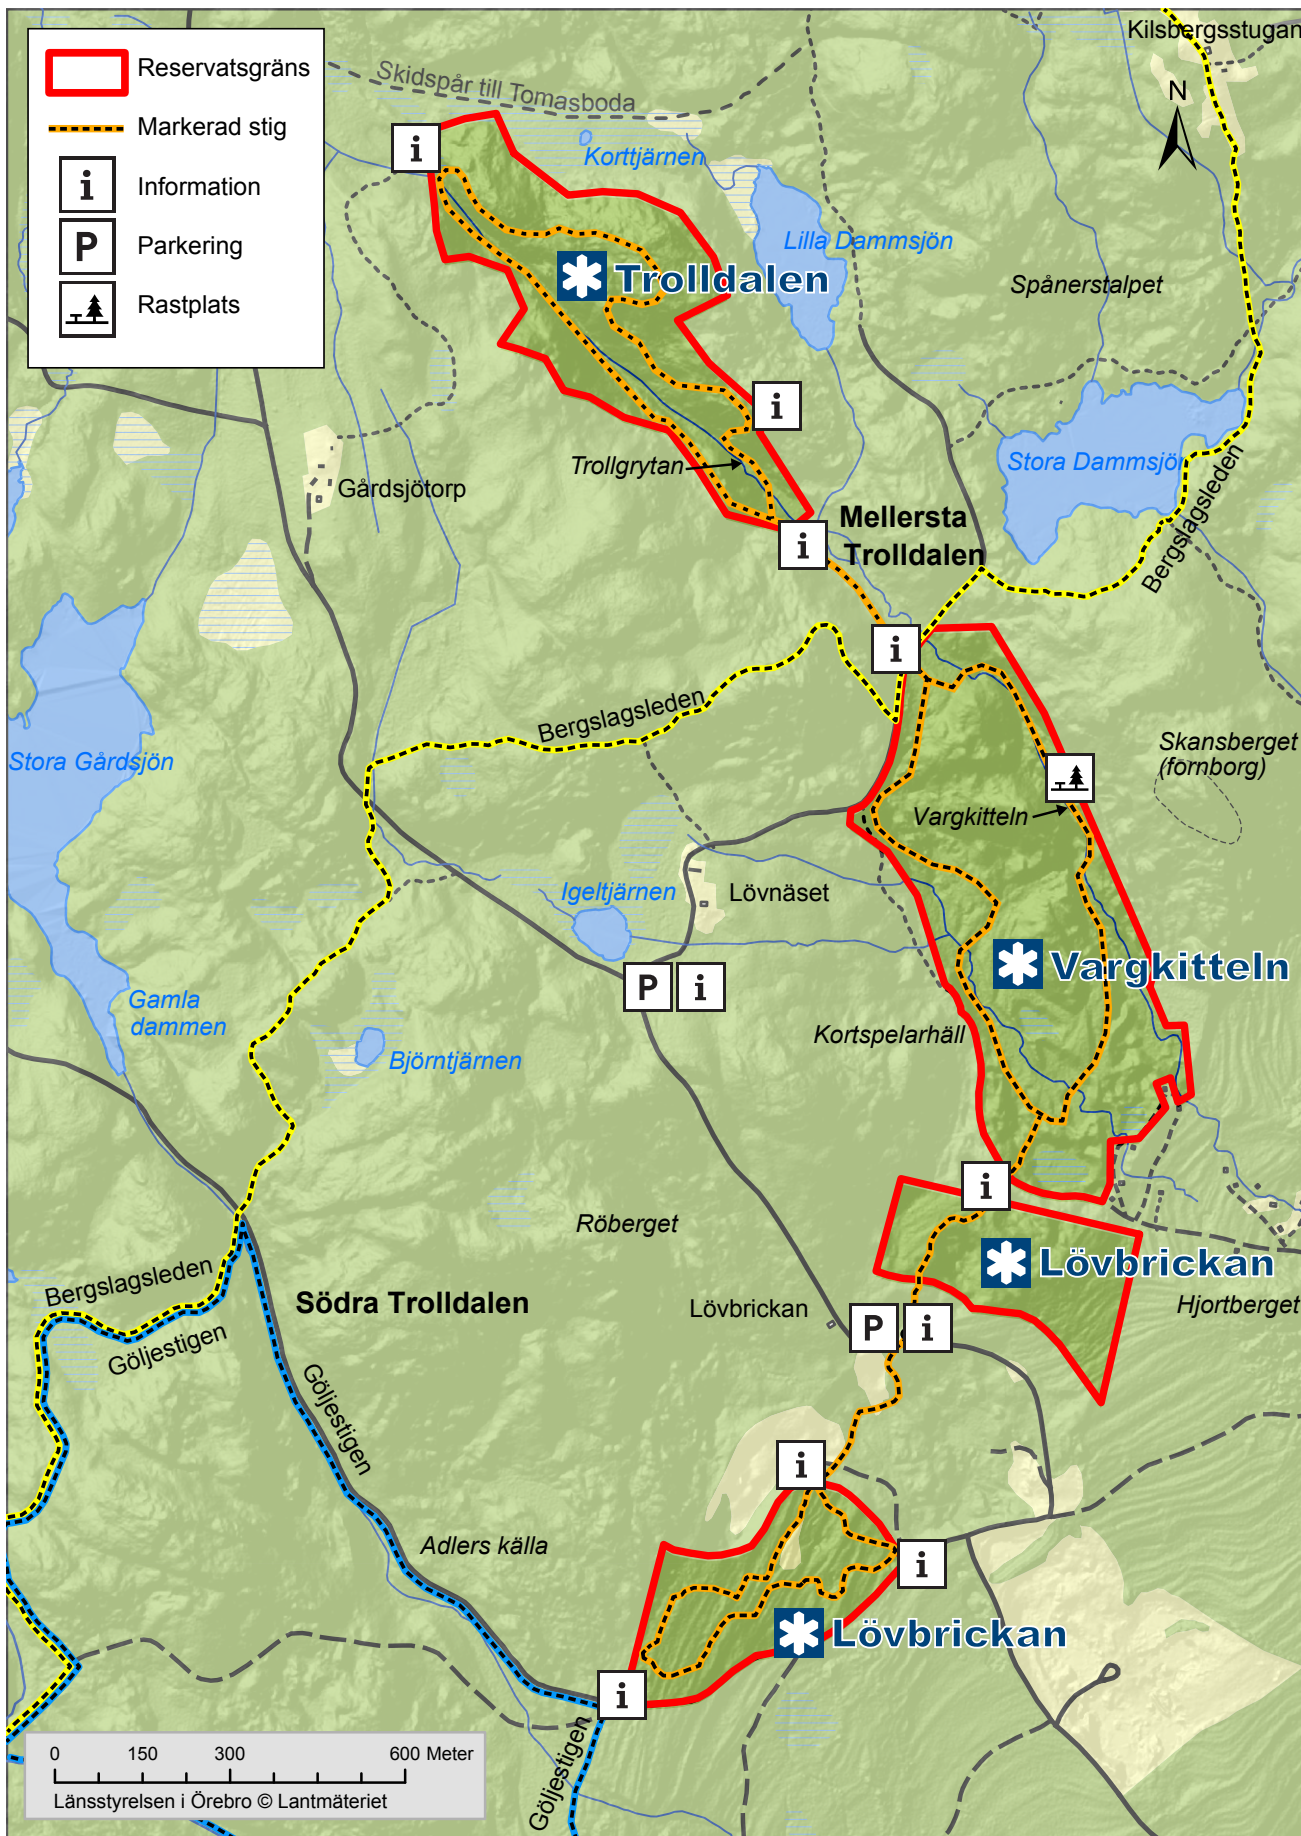 Reservatsgräns
Markerad stig
i Information
P Parkering
Rastplats
Kilsbergsstugan
N
Skidspår till Tomasboda
i
Korttjärnen
Lilla Dammsjön
Trolldalen
Spånerstalpet
i
Trollgrytan
Stora Dammsjön
Bergslagsleden
Gårdsjötorp
Mellersta
Trolldalen
i
i
Bergslagsleden
Stora Gårdsjön
Skansberget
(fornborg)
Vargkitteln
Igeltjärnen
Lövnäset
Vargkitteln
P i
Gamla
dammen
Kortspelarhäll
Björntjärnen
i
Röberget
Lövbrickan
Bergslagsleden
Södra Trolldalen
Lövbrickan
Hjortberget
P i
Göljestigen
Göljestigen
i
Adlers källa
i
Lövbrickan
i
Göljestigen
0 150 300 600 Meter
Länsstyrelsen i Örebro © Lantmäteriet